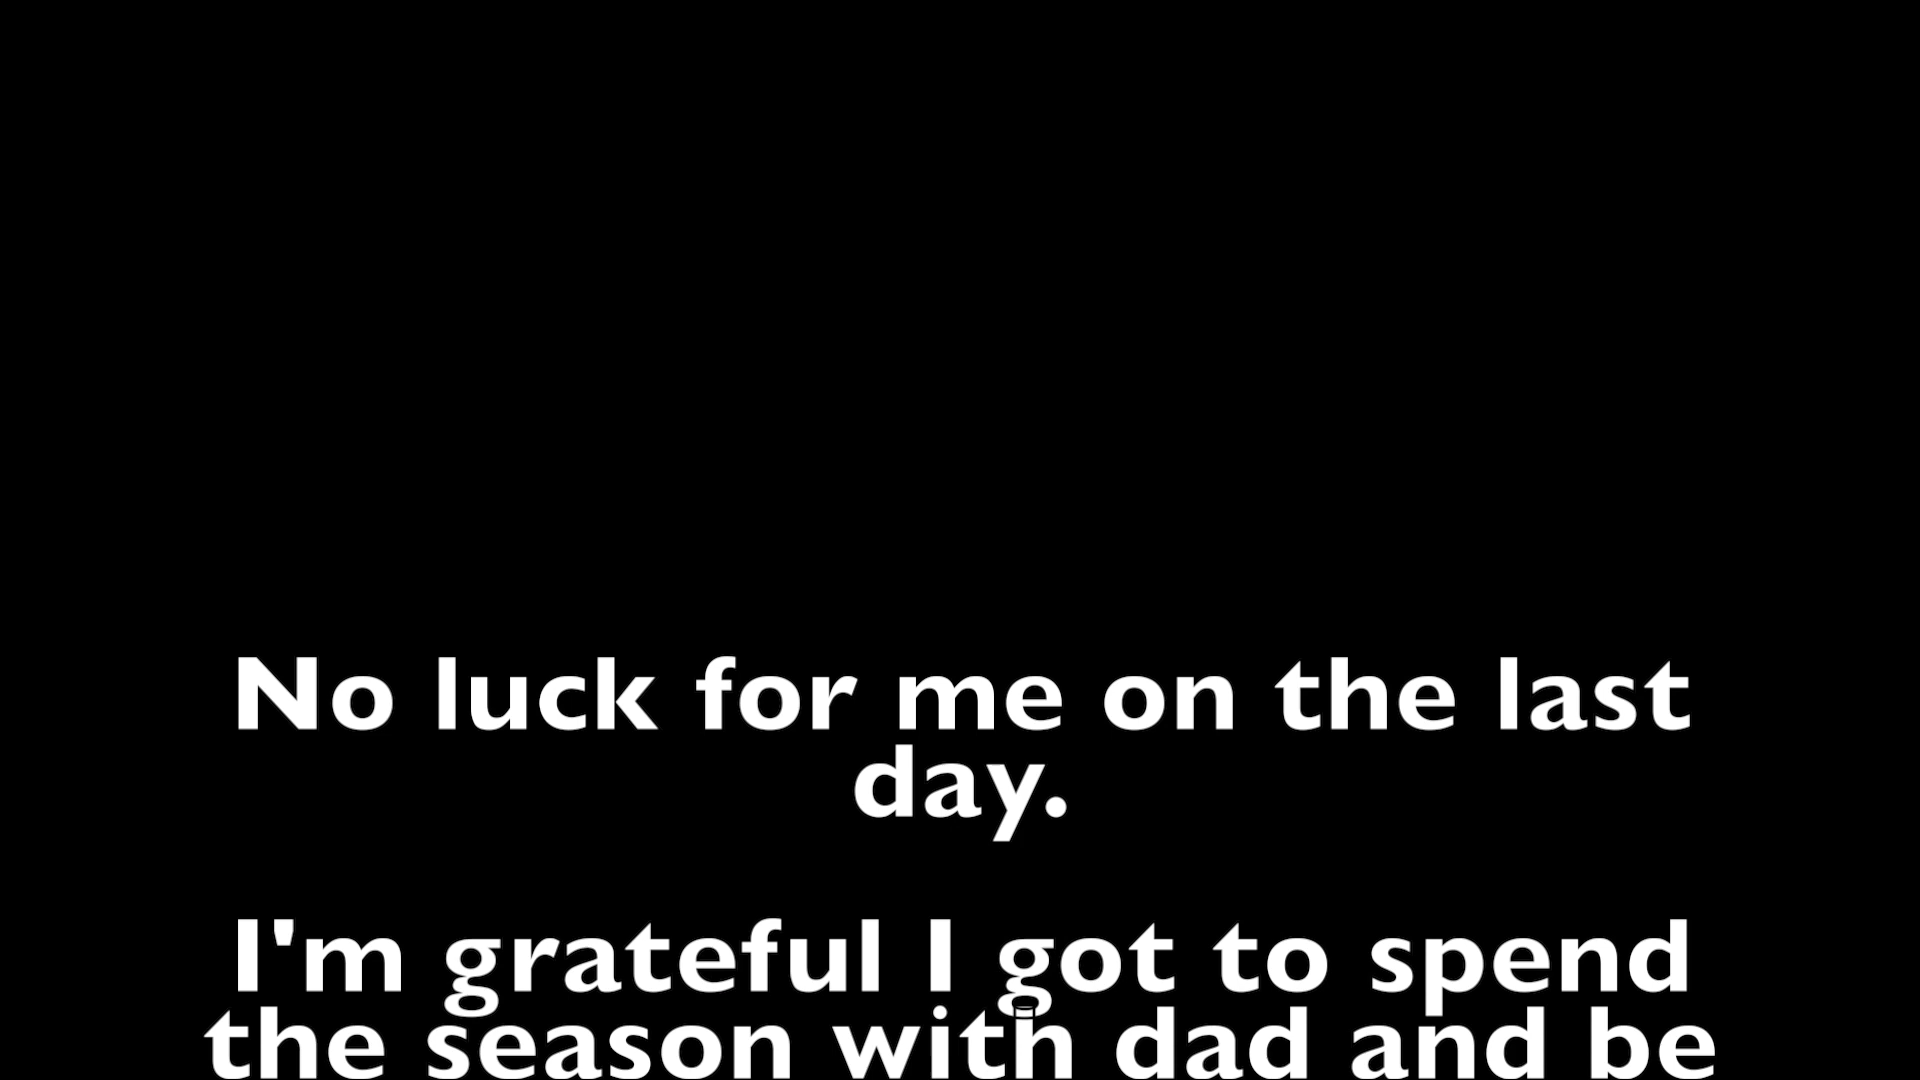 No luck for me on the last
day.
I'm grateful I got to spend
the season with dad and be